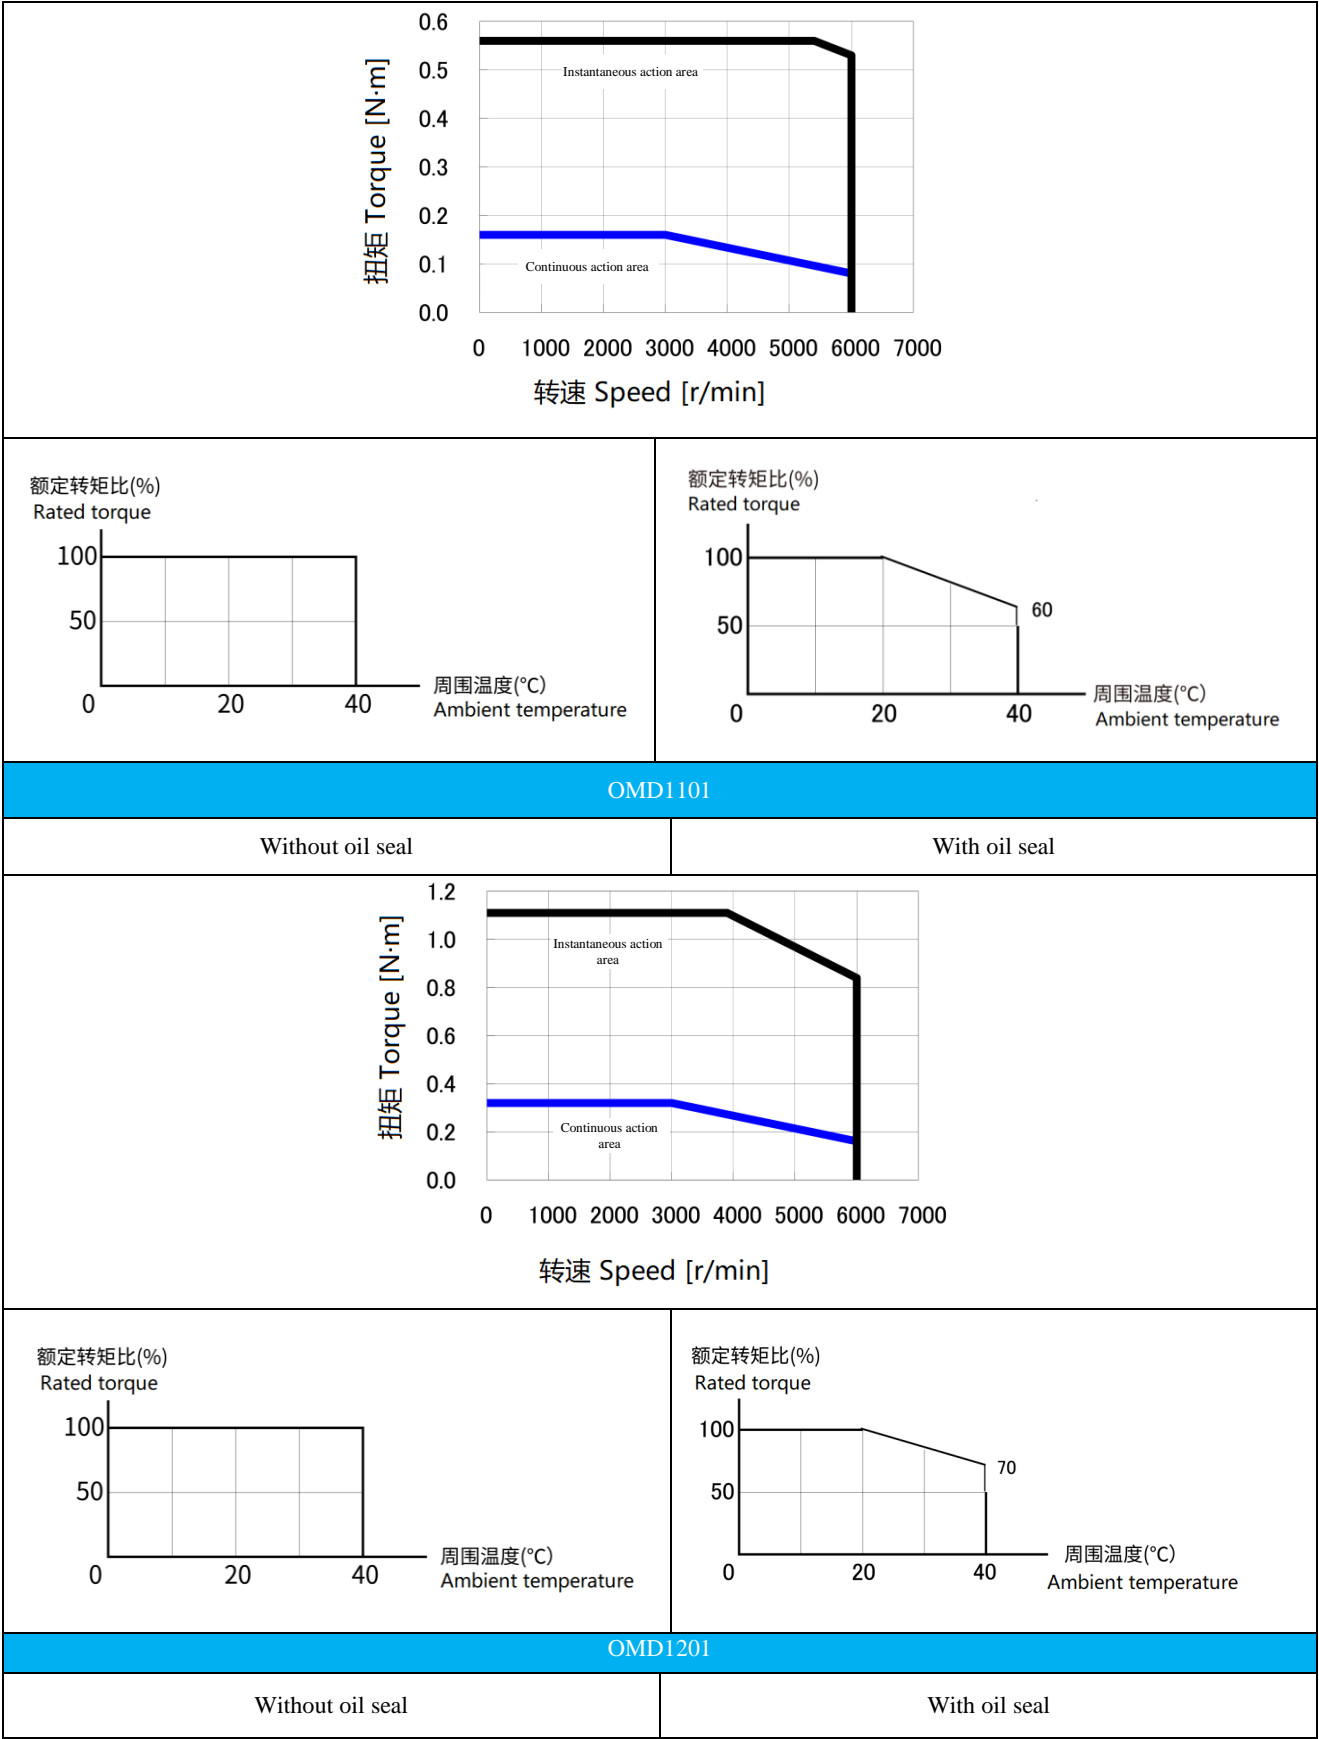 0.6
0.5
0.4
0.3
0.2
0.1
0.0
扭矩 Torque [N·m]
Instantaneous action area
Continuous action area
0 1000 2000 3000 4000 5000 6000 7000
转速 Speed [r/min]
额定转矩比(%)
Rated torque
100
50
0 20 40
周围温度(℃)
Ambient temperature
额定转矩比(%)
Rated torque
100
60
50
0 20 40
周围温度(℃)
Ambient temperature
OMD1101
Without oil seal
With oil seal
1.2
1.0
0.8
0.6
0.4
0.2
0.0
扭矩 Torque [N·m]
Instantaneous action
area
Continuous action
area
0 1000 2000 3000 4000 5000 6000 7000
转速 Speed [r/min]
额定转矩比(%)
Rated torque
100
50
0 20 40
周围温度(℃)
Ambient temperature
额定转矩比(%)
Rated torque
100
70
50
0 20 40
周围温度(℃)
Ambient temperature
OMD1201
Without oil seal
With oil seal